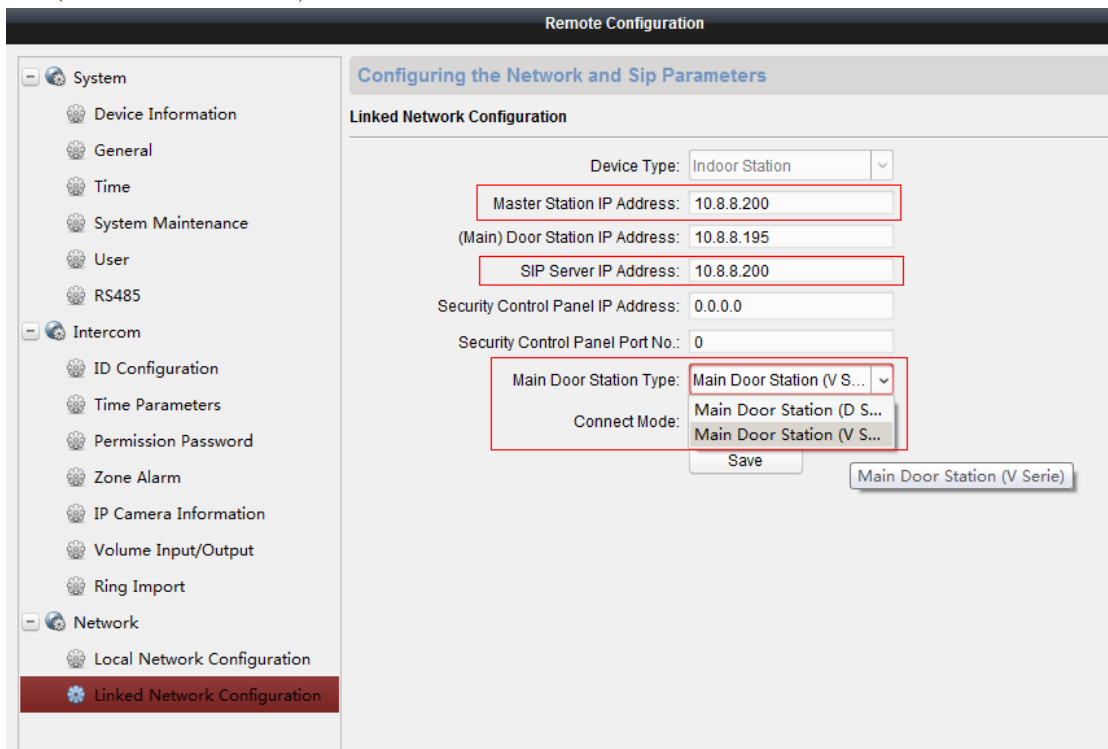 Remote Configuration
System
Device Information
General
Time
System Maintenance
User
RS485
Intercom
ID Configuration
Time Parameters
Permission Password
Zone Alarm
IP Camera Information
Volume Input/Output
Ring Import
Network
Local Network Configuration
Linked Network Configuration
Configuring the Network and Sip Parameters
Linked Network Configuration
Device Type: Indoor Station
Master Station IP Address: 10.8.8.200
(Main) Door Station IP Address: 10.8.8.195
SIP Server IP Address: 10.8.8.200
Security Control Panel IP Address: 0.0.0.0
Security Control Panel Port No.: 0
Main Door Station Type: Main Door Station (V S...
Connect Mode:
Main Door Station (D S...
Main Door Station (V S...
Save
Main Door Station (V Serie)